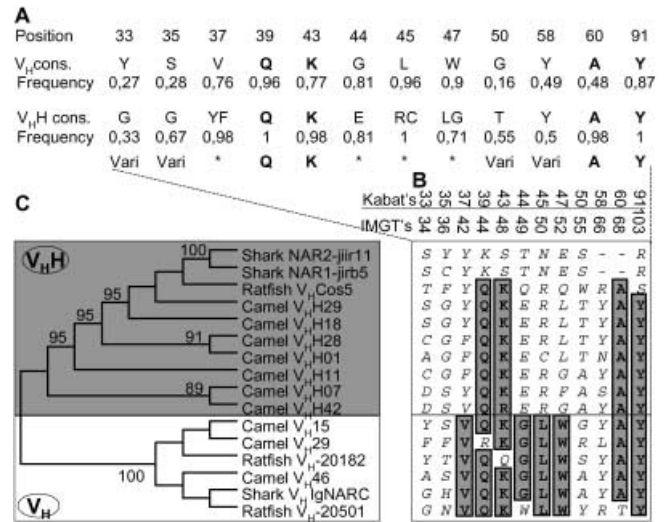 A
Position 33 35 37 39 43 44 45 47 50 58 60 91
VHcons. Y S V Q K G L W G Y A Y
Frequency 0,27 0,28 0,76 0,96 0,77 0,81 0,96 0,9 0,16 0,49 0,48 0,87
VHH cons. G G YF Q K E RC LG T Y A Y
Frequency 0,33 0,67 0,98 1 0,98 0,81 1 0,71 0,55 0,5 0,98 1
Vari Vari * Q K * * * Vari Vari A Y
B
Kabat's 33 35 37 39 43 44 45 47 50 58 60 91
IMGT's 34 36 42 44 48 49 50 52 55 66 68 103
C
VHH
100
95
95
95
91
89
100
VH
Shark NAR2-jiir11 S Y Y K S T N E S - - R
Shark NAR1-jirb5 S C Y K S T N E S - - R
Ratfish VHCos5 T F Y Q K Q R Q W R A S
Camel VHH29 S G Y Q K E R L T Y A Y
Camel VHH18 S G Y Q K E R L T Y A Y
Camel VHH28 C G F Q K E R L T Y A Y
Camel VHH01 A G F Q K E C L T N A Y
Camel VHH11 C G F Q K E R G A Y A Y
Camel VHH07 D S Y Q K E R F A S A Y
Camel VHH42 D S V Q R E R G A Y A Y
Camel VH15 Y S V Q K G L W G Y A Y
Camel VH29 F F V R K G L W R L A Y
Ratfish VH-20182 Y T V Q Q G L W S Y A Y
Camel VH46 A S V Q K G L W A Y A Y
Shark VHIgNARC G H V Q K G L W A Y A Y
Ratfish VH-20501 G N V Q K W L W Y R T Y